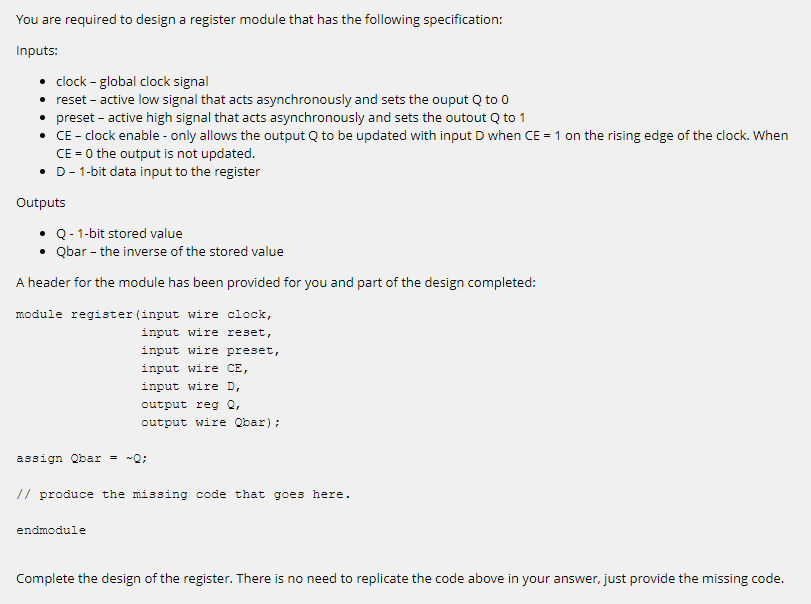 You are required to design a register module that has the following specification:
Inputs:
• clock – global clock signal
• reset – active low signal that acts asynchronously and sets the ouput Q to 0
• preset – active high signal that acts asynchronously and sets the outout Q to 1
• CE – clock enable - only allows the output Q to be updated with input D when CE = 1 on the rising edge of the clock. When
CE = 0 the output is not updated.
• D – 1-bit data input to the register
Outputs
• Q - 1-bit stored value
• Qbar – the inverse of the stored value
A header for the module has been provided for you and part of the design completed:
module register(input wire clock,
input wire reset,
input wire preset,
input wire CE,
input wire D,
output reg Q,
output wire Qbar);
assign Qbar = ~Q;
// produce the missing code that goes here.
endmodule
Complete the design of the register. There is no need to replicate the code above in your answer, just provide the missing code.